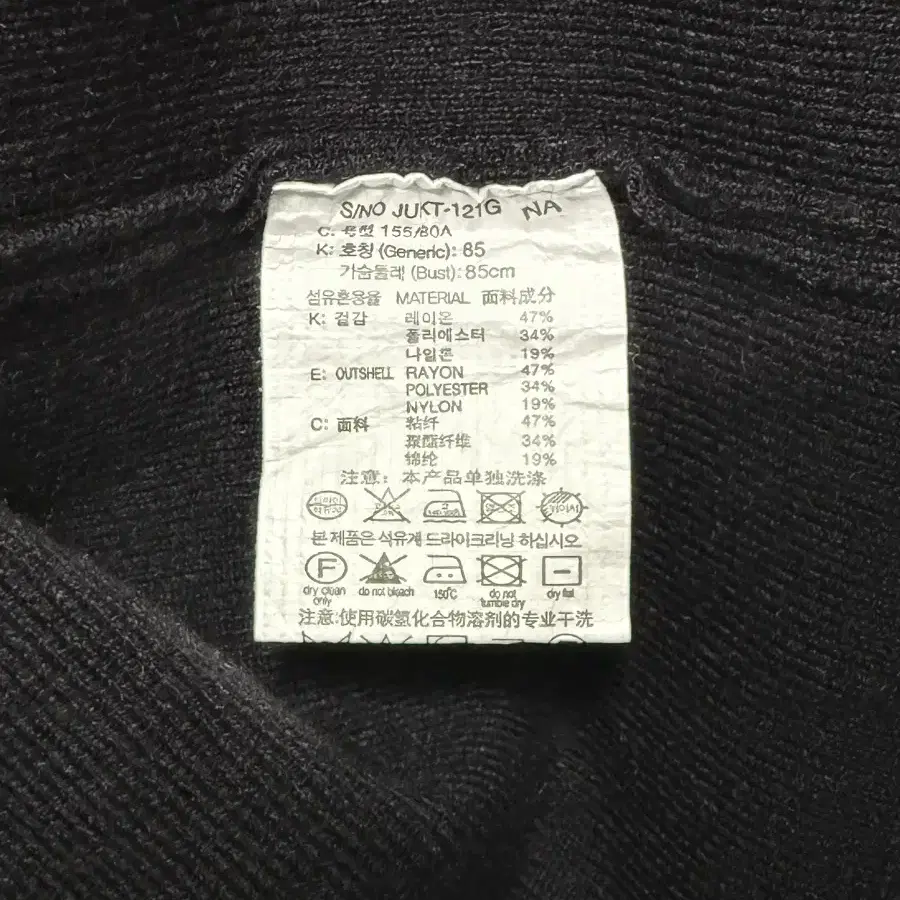 S/NO JUKT-121G NA
C: 号型 155/80A
K: 호칭 (Generic): 85
가슴둘레 (Bust): 85cm
섬유혼용율 MATERIAL 面料成分
K: 겉감 레이온 47%
폴리에스터 34%
나일론 19%
E: OUTSHELL RAYON 47%
POLYESTER 34%
NYLON 19%
C: 面料 粘纤 47%
聚酯纤维 34%
锦纶 19%
注意: 本产品单独洗涤
드라이
석유계
본 제품은 석유계 드라이크리닝 하십시오
F
dry clean only do not bleach 150°C do not tumble dry dry flat
注意:使用碳氢化合物溶剂的专业干洗